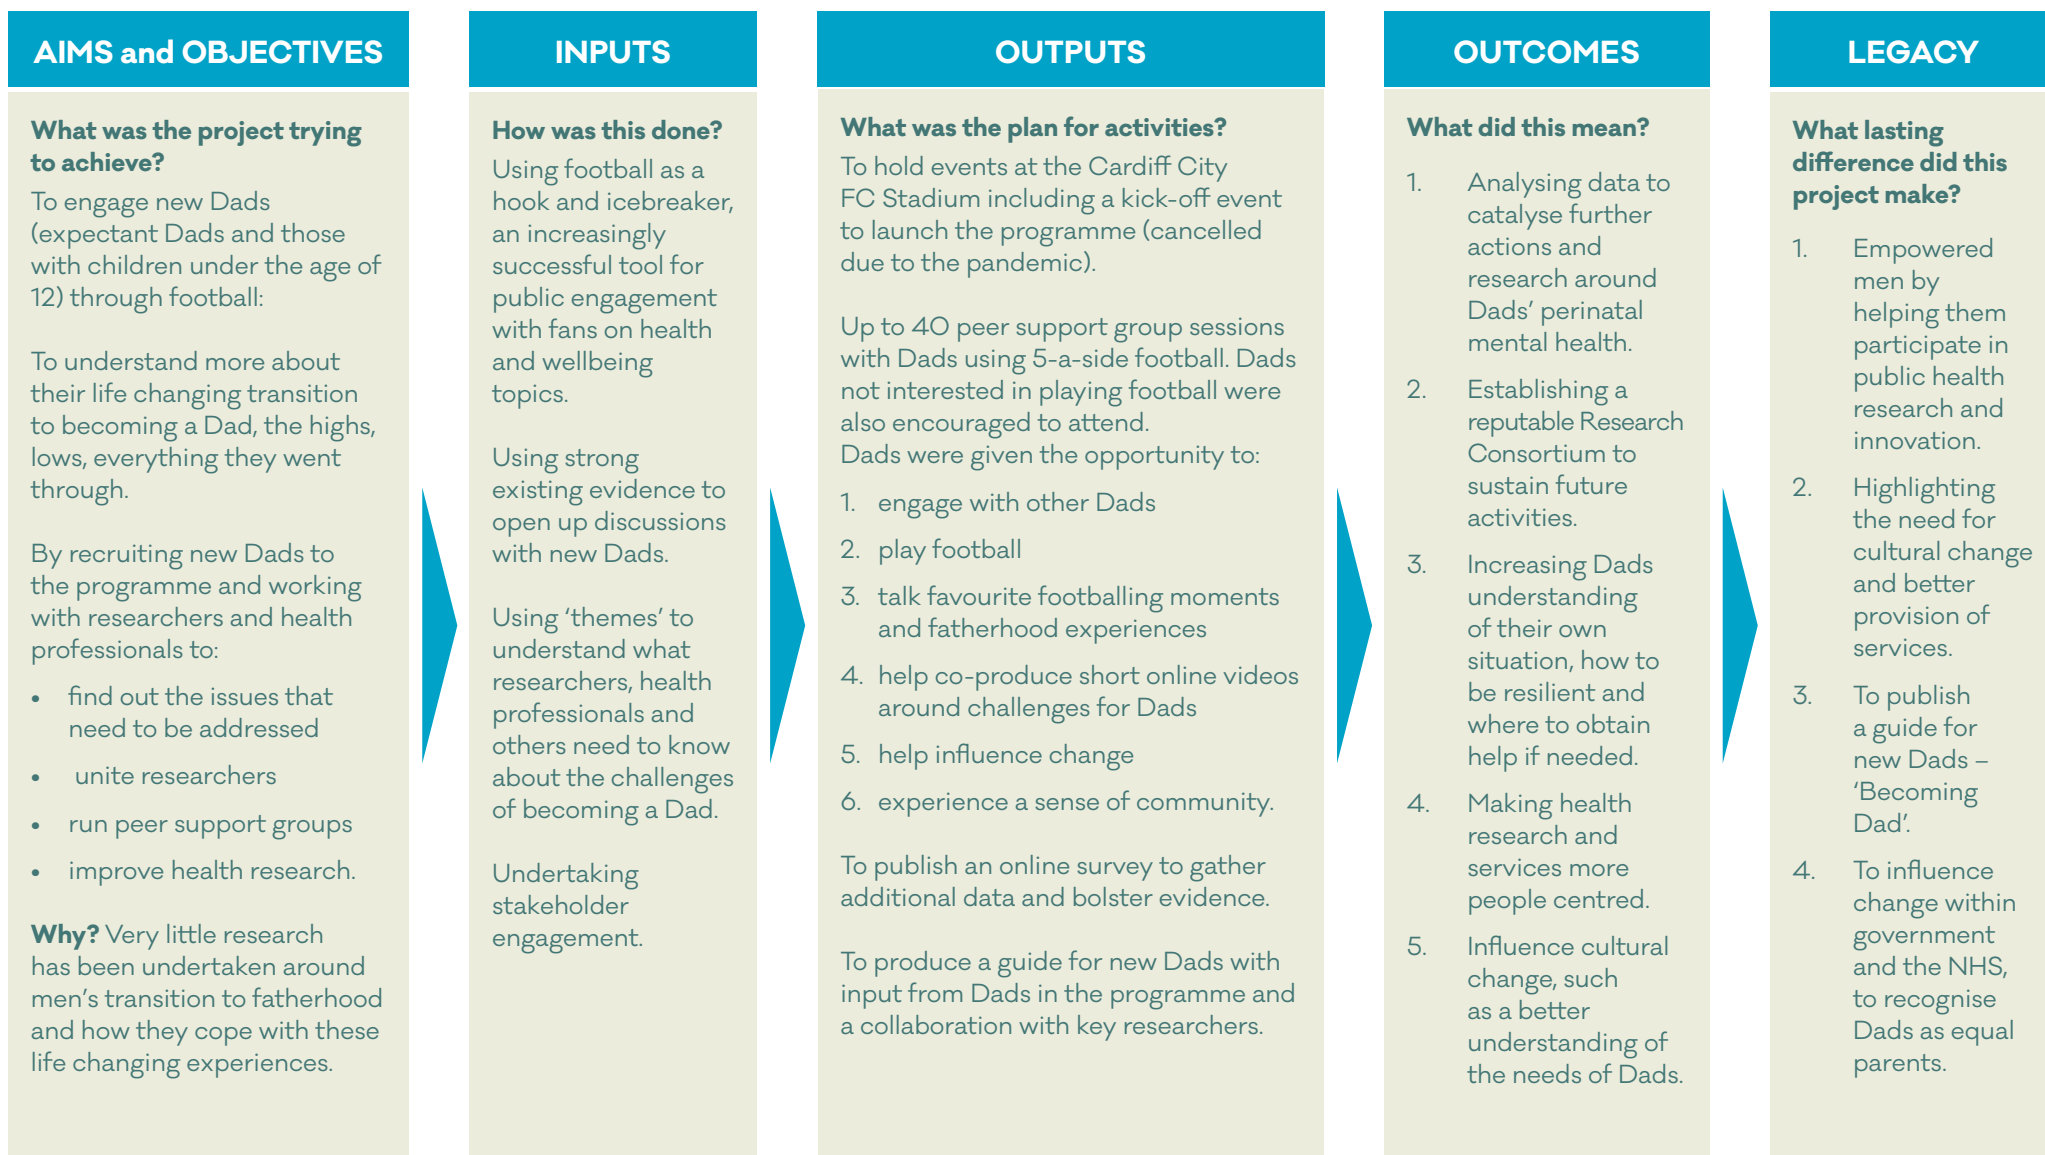 AIMS and OBJECTIVES
What was the project trying
to achieve?
To engage new Dads
(expectant Dads and those
with children under the age of
12) through football:
To understand more about
their life changing transition
to becoming a Dad, the highs,
lows, everything they went
through.
By recruiting new Dads to
the programme and working
with researchers and health
professionals to:
• find out the issues that
need to be addressed
• unite researchers
• run peer support groups
• improve health research.
Why? Very little research
has been undertaken around
men's transition to fatherhood
and how they cope with these
life changing experiences.
INPUTS
How was this done?
Using football as a
hook and icebreaker,
an increasingly
successful tool for
public engagement
with fans on health
and wellbeing
topics.
Using strong
existing evidence to
open up discussions
with new Dads.
Using ‘themes’ to
understand what
researchers, health
professionals and
others need to know
about the challenges
of becoming a Dad.
Undertaking
stakeholder
engagement.
OUTPUTS
What was the plan for activities?
To hold events at the Cardiff City
FC Stadium including a kick-off event
to launch the programme (cancelled
due to the pandemic).
Up to 40 peer support group sessions
with Dads using 5-a-side football. Dads
not interested in playing football were
also encouraged to attend.
Dads were given the opportunity to:
1. engage with other Dads
2. play football
3. talk favourite footballing moments
and fatherhood experiences
4. help co-produce short online videos
around challenges for Dads
5. help influence change
6. experience a sense of community.
To publish an online survey to gather
additional data and bolster evidence.
To produce a guide for new Dads with
input from Dads in the programme and
a collaboration with key researchers.
OUTCOMES
What did this mean?
1. Analysing data to
catalyse further
actions and
research around
Dads’ perinatal
mental health.
2. Establishing a
reputable Research
Consortium to
sustain future
activities.
3. Increasing Dads
understanding
of their own
situation, how to
be resilient and
where to obtain
help if needed.
4. Making health
research and
services more
people centred.
5. Influence cultural
change, such
as a better
understanding of
the needs of Dads.
LEGACY
What lasting
difference did this
project make?
1. Empowered
men by
helping them
participate in
public health
research and
innovation.
2. Highlighting
the need for
cultural change
and better
provision of
services.
3. To publish
a guide for
new Dads –
‘Becoming
Dad’.
4. To influence
change within
government
and the NHS,
to recognise
Dads as equal
parents.